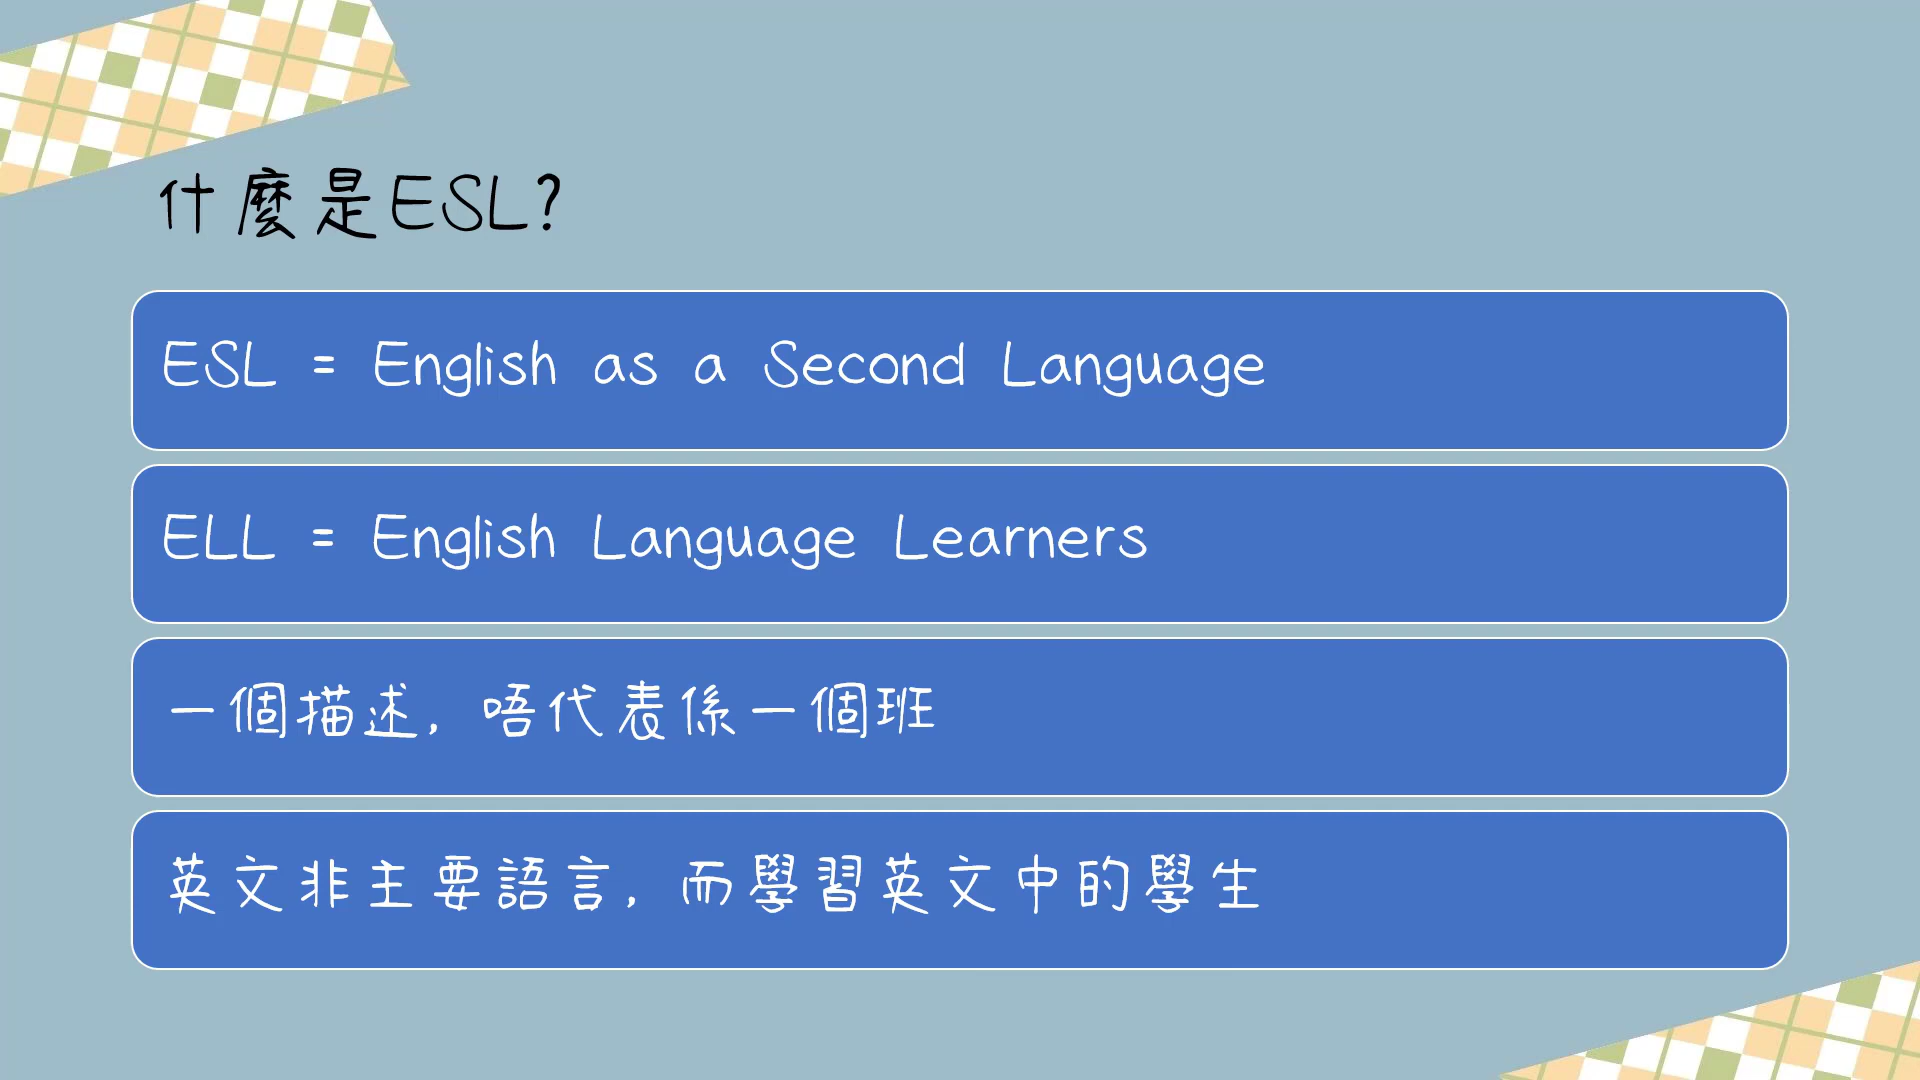 什麼是ESL?
ESL = English as a Second Language
ELL = English Language Learners
一個描述, 唔代表係一個班
英文非主要語言, 而學習英文中的學生